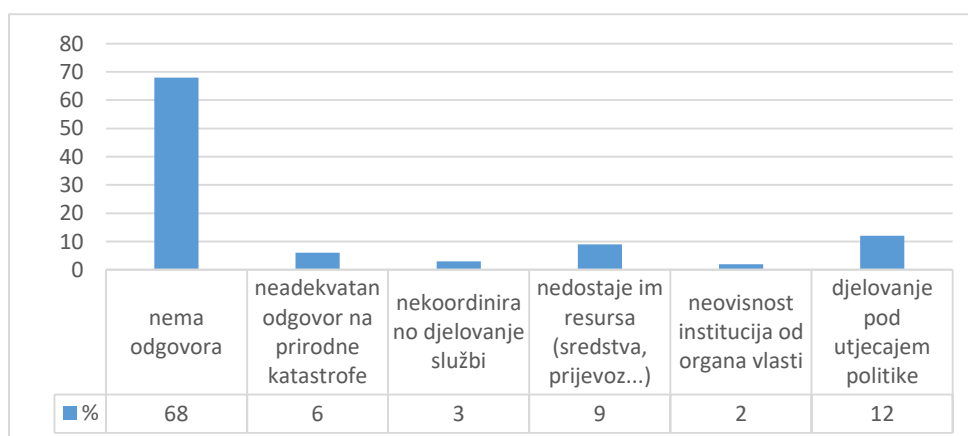 80
70
60
50
40
30
20
10
0
nema
odgovora
neadekvatan
odgovor na
prirodne
katastrofe
nekoordinira
no djelovanje
službi
nedostaje im
resursa
(sredstva,
prijevoz...)
neovisnost
institucija od
organa vlasti
djelovanje
pod
utjecajem
politike
% 68 6 3 9 2 12